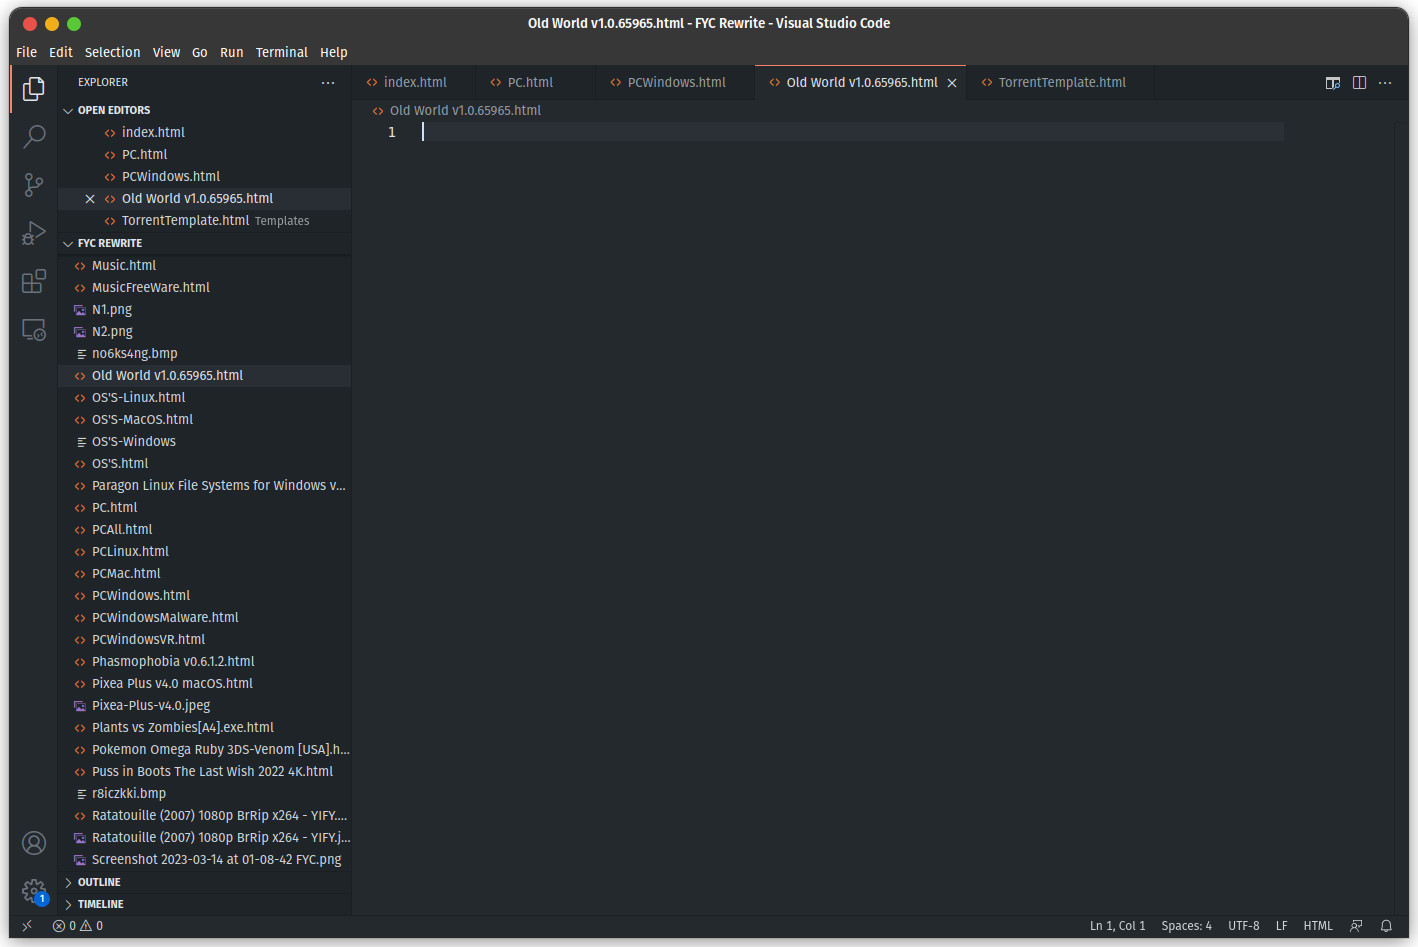 Old World v1.0.65965.html - FYC Rewrite - Visual Studio Code
File Edit Selection View Go Run Terminal Help
EXPLORER
index.html PC.html PCWindows.html Old World v1.0.65965.html TorrentTemplate.html
OPEN EDITORS
index.html
PC.html
PCWindows.html
Old World v1.0.65965.html
TorrentTemplate.html Templates
FYC REWRITE
Music.html
MusicFreeWare.html
N1.png
N2.png
no6ks4ng.bmp
Old World v1.0.65965.html
OS'S-Linux.html
OS'S-MacOS.html
OS'S-Windows
OS'S.html
Paragon Linux File Systems for Windows v...
PC.html
PCAll.html
PCLinux.html
PCMac.html
PCWindows.html
PCWindowsMalware.html
PCWindowsVR.html
Phasmophobia v0.6.1.2.html
Pixea Plus v4.0 macOS.html
Pixea-Plus-v4.0.jpeg
Plants vs Zombies[A4].exe.html
Pokemon Omega Ruby 3DS-Venom [USA].h...
Puss in Boots The Last Wish 2022 4K.html
r8iczkki.bmp
Ratatouille (2007) 1080p BrRip x264 - YIFY....
Ratatouille (2007) 1080p BrRip x264 - YIFY.j...
Screenshot 2023-03-14 at 01-08-42 FYC.png
OUTLINE
TIMELINE
Old World v1.0.65965.html
1
1
0 0
Ln 1, Col 1 Spaces: 4 UTF-8 LF HTML